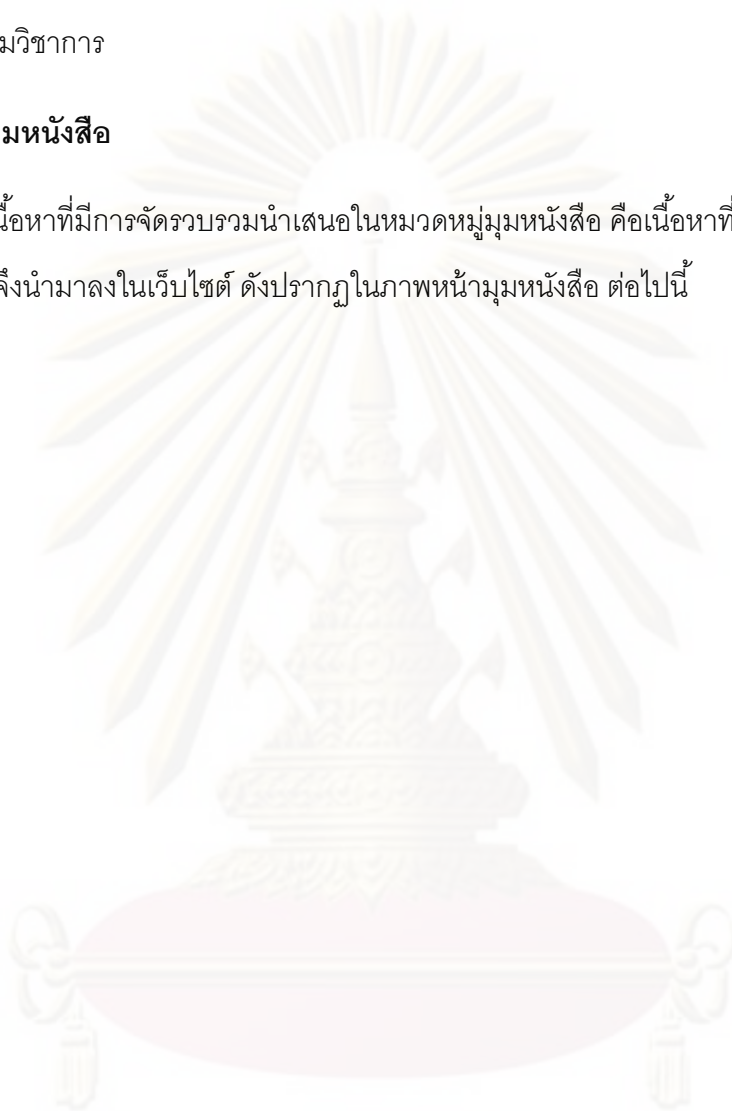 มวิชาการ
มหนังสือ
นื้อหาที่มีการจัดรวบรวมนำเสนอในหมวดหมู่มุมหนังสือ คือเนื้อหาที่
จึงนำมาลงในเว็บไซต์ ดังปรากฏในภาพหน้ามุมหนังสือ ต่อไปนี้